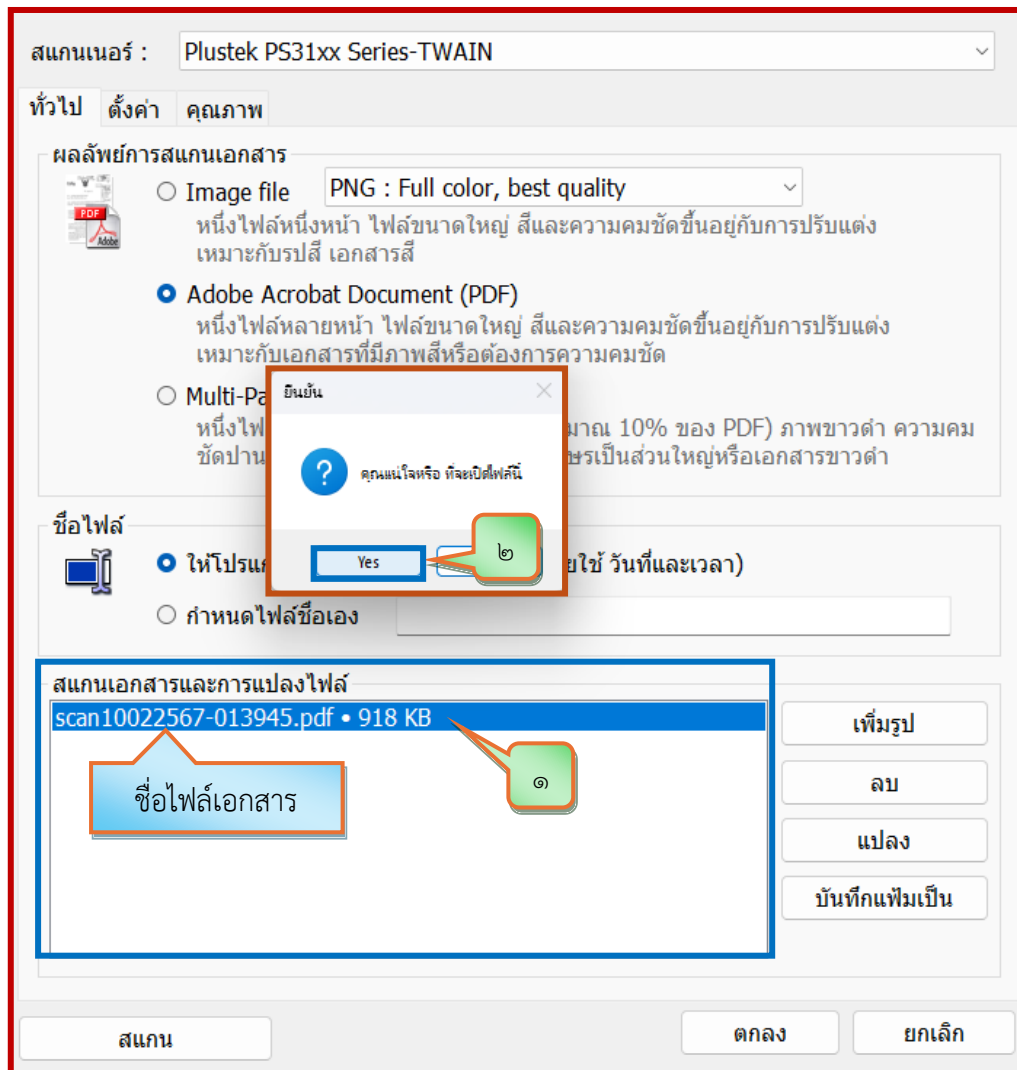 สแกนเนอร์ : Plustek PS31xx Series-TWAIN
ทั่วไป ตั้งค่า คุณภาพ
ผลลัพย์การสแกนเอกสาร
Image file PNG : Full color, best quality
หนึ่งไฟล์หนึ่งหน้า ไฟล์ขนาดใหญ่ สีและความคมชัดขึ้นอยู่กับการปรับแต่ง
เหมาะกับรปสี เอกสารสี
PDF
Adobe
Adobe Acrobat Document (PDF)
หนึ่งไฟล์หลายหน้า ไฟล์ขนาดใหญ่ สีและความคมชัดขึ้นอยู่กับการปรับแต่ง
เหมาะกับเอกสารที่มีภาพสีหรือต้องการความคมชัด
Multi-Pa
หนึ่งไฟ มาณ 10% ของ PDF) ภาพขาวดำ ความคม
ชัดปาน ษรเป็นส่วนใหญ่หรือเอกสารขาวดำ
ยืนยัน
คุณแน่ใจหรือ ที่จะเปิดไฟล์นี้
Yes
๒
ชื่อไฟล์
ให้โปรแก ยใช้ วันที่และเวลา)
กำหนดไฟล์ชื่อเอง
สแกนเอกสารและการแปลงไฟล์
scan10022567-013945.pdf • 918 KB
๑
ชื่อไฟล์เอกสาร
เพิ่มรูป
ลบ
แปลง
บันทึกแฟ้มเป็น
สแกน ตกลง ยกเลิก